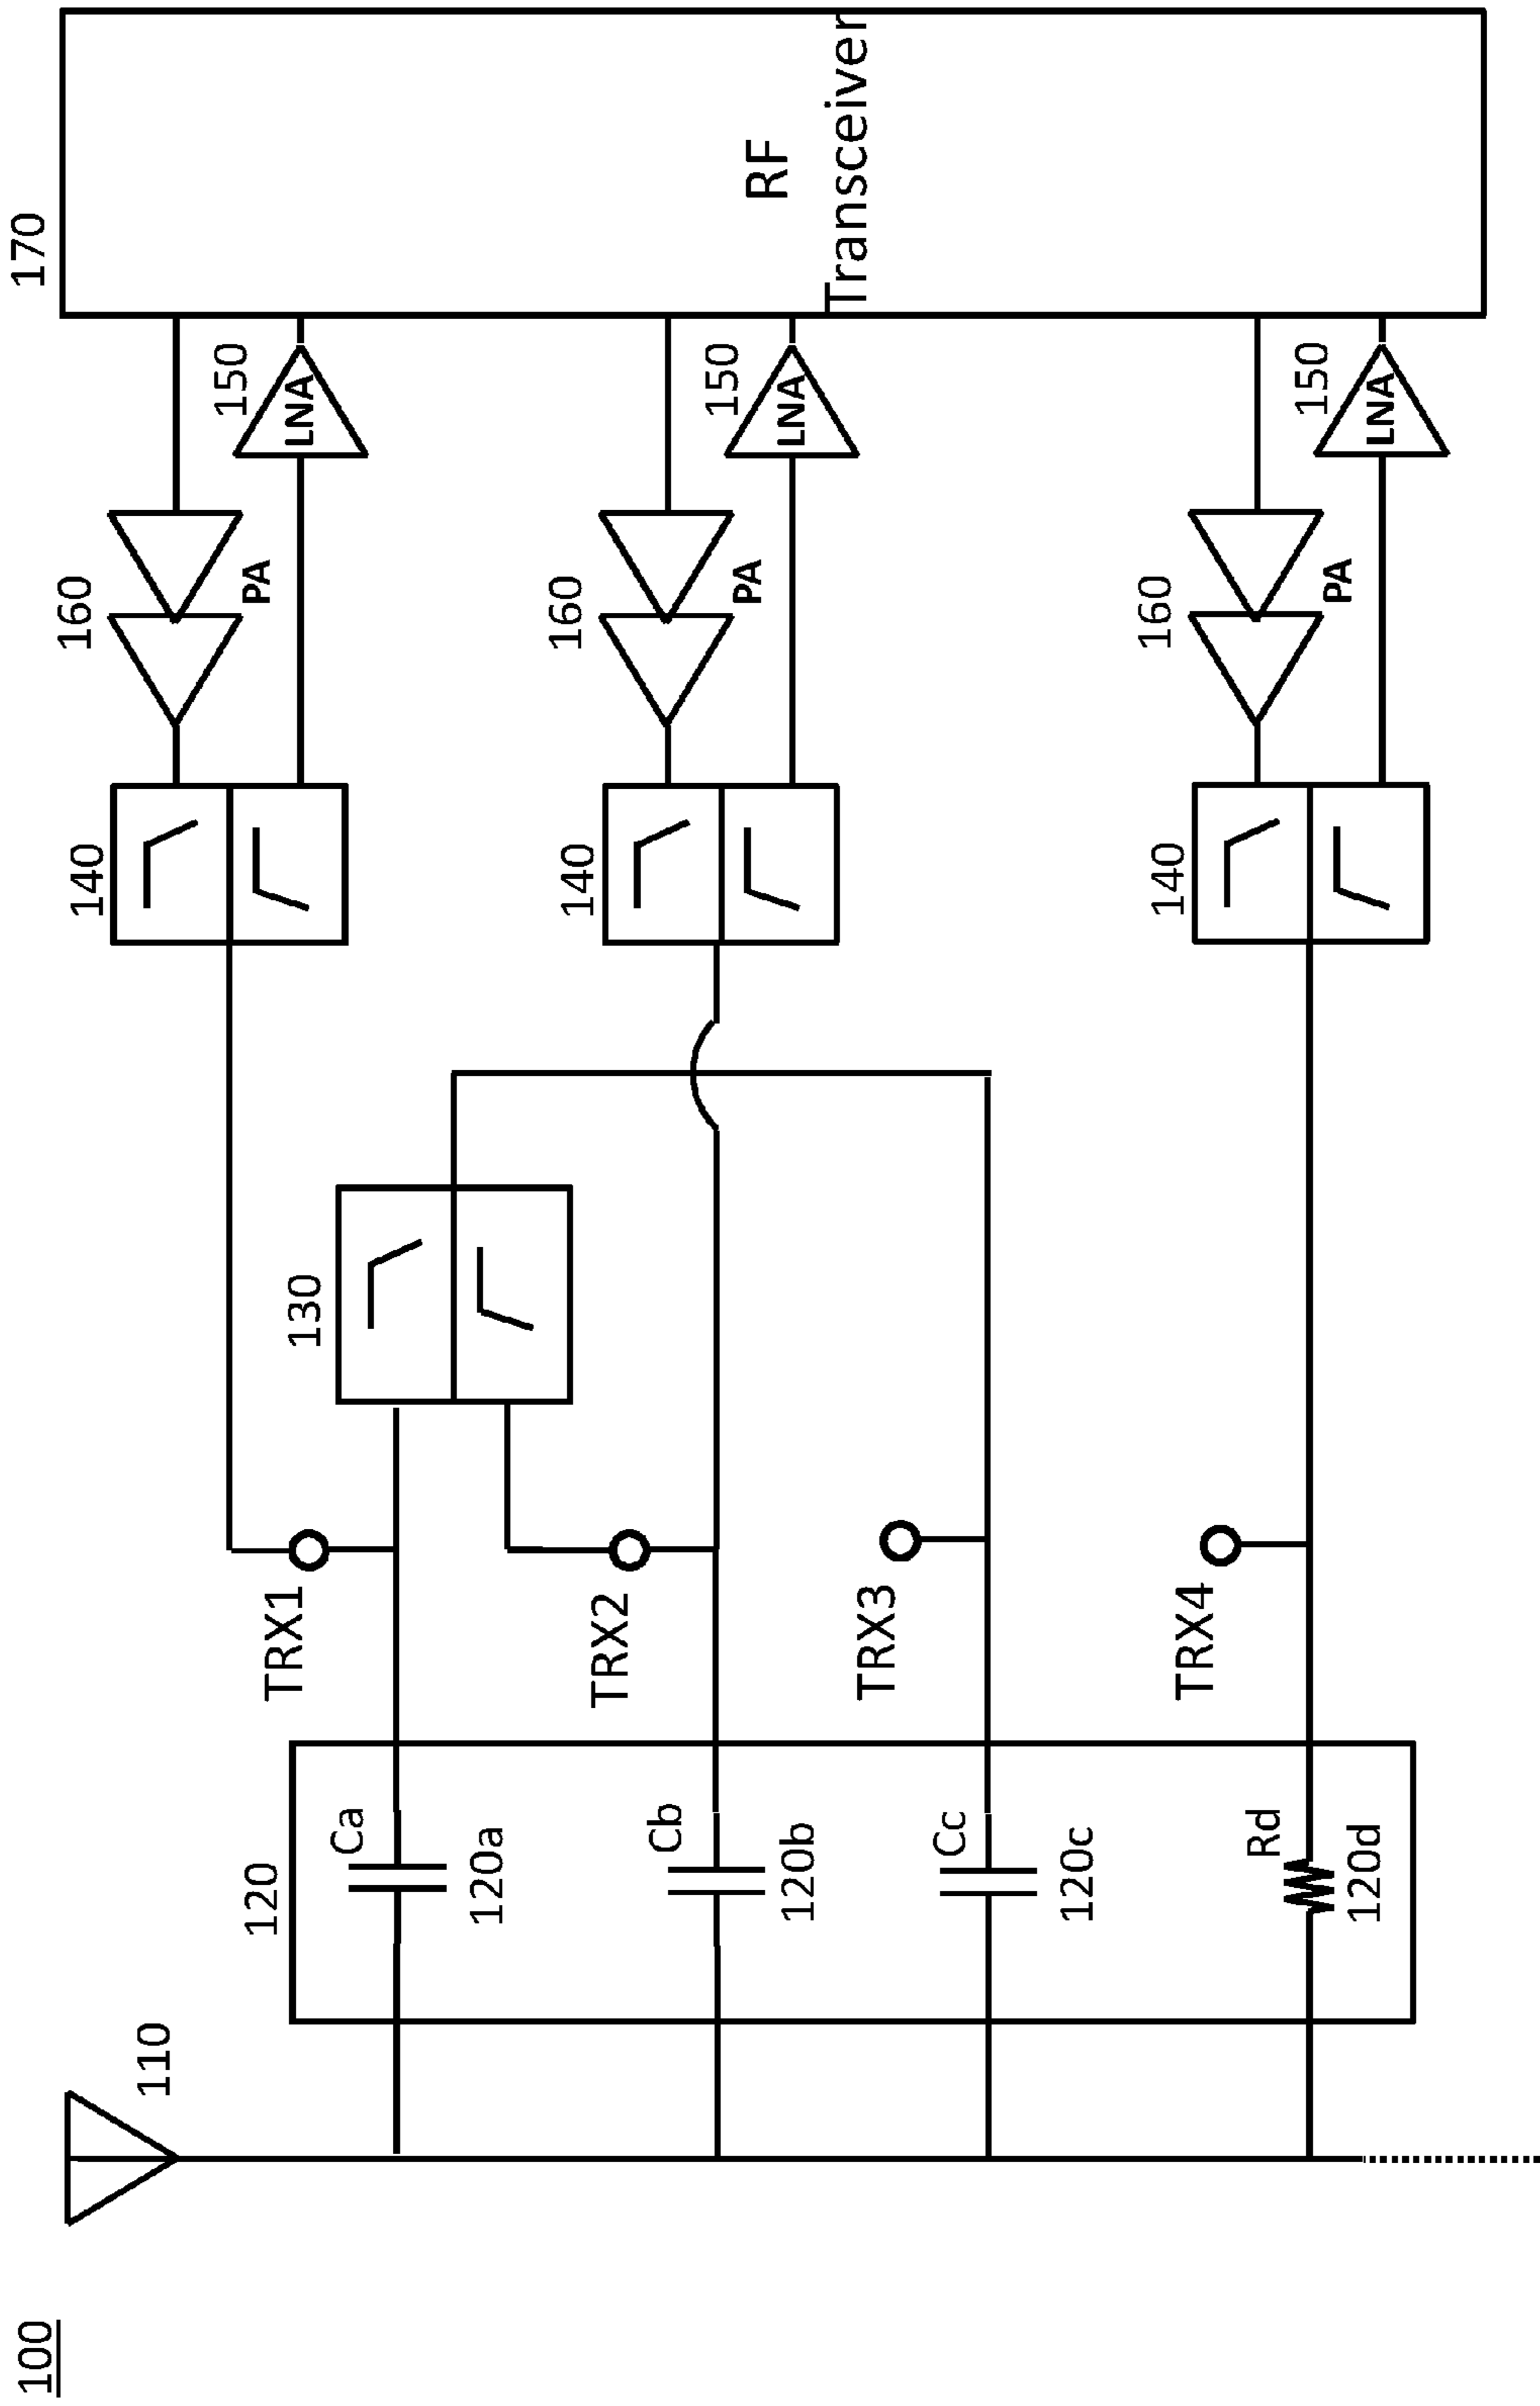 100
110
120
Ca
120a
Cb
120b
Cc
120c
Rd
120d
TRX1
TRX2
TRX3
TRX4
130
140
140
140
160
PA
160
PA
160
PA
150
LNA
150
LNA
150
LNA
170
RF
Transceiver